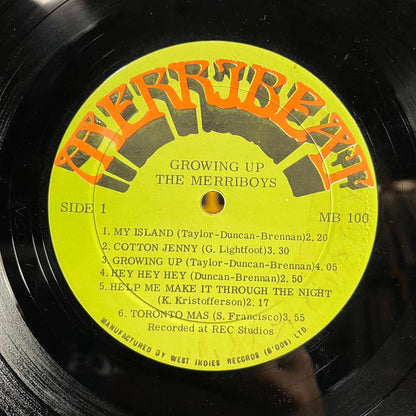 MERRIBEAT
GROWING UP
THE MERRIBOYS
SIDE 1
MB 100
1. MY ISLAND (Taylor-Duncan-Brennan) 2. 20
2. COTTON JENNY (G. Lightfoot) 3. 30
3. GROWING UP (Taylor-Duncan-Brennan) 4. 05
4. HEY HEY HEY (Duncan-Brennan) 2. 50
5. HELP ME MAKE IT THROUGH THE NIGHT
(K. Kristofferson) 2. 17
6. TORONTO MAS (S. Francisco) 3, 55
Recorded at REC Studios
MANUFACTURED BY WEST INDIES RECORDS (B'DOS) LTD